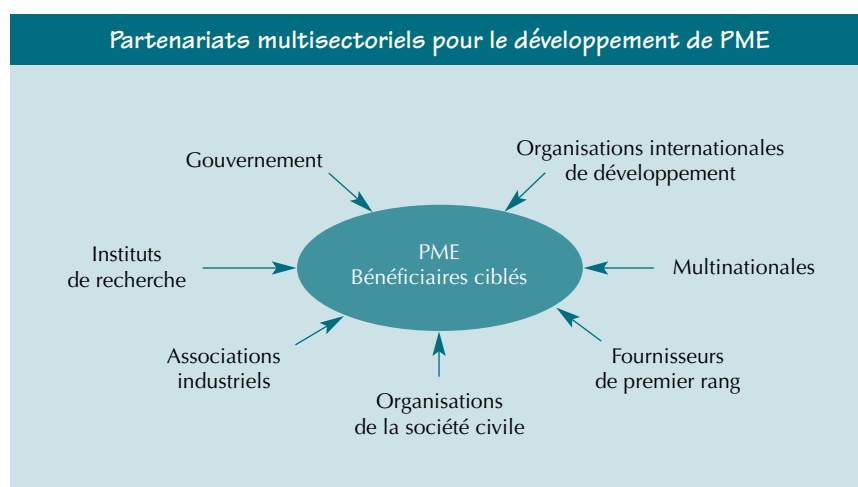 Partenariats multisectoriels pour le développement de PME
Gouvernement
Organisations internationales
de développement
PME
Bénéficiaires ciblés
Instituts
de recherche
Multinationales
Associations
industriels
Fournisseurs
de premier rang
Organisations
de la société civile